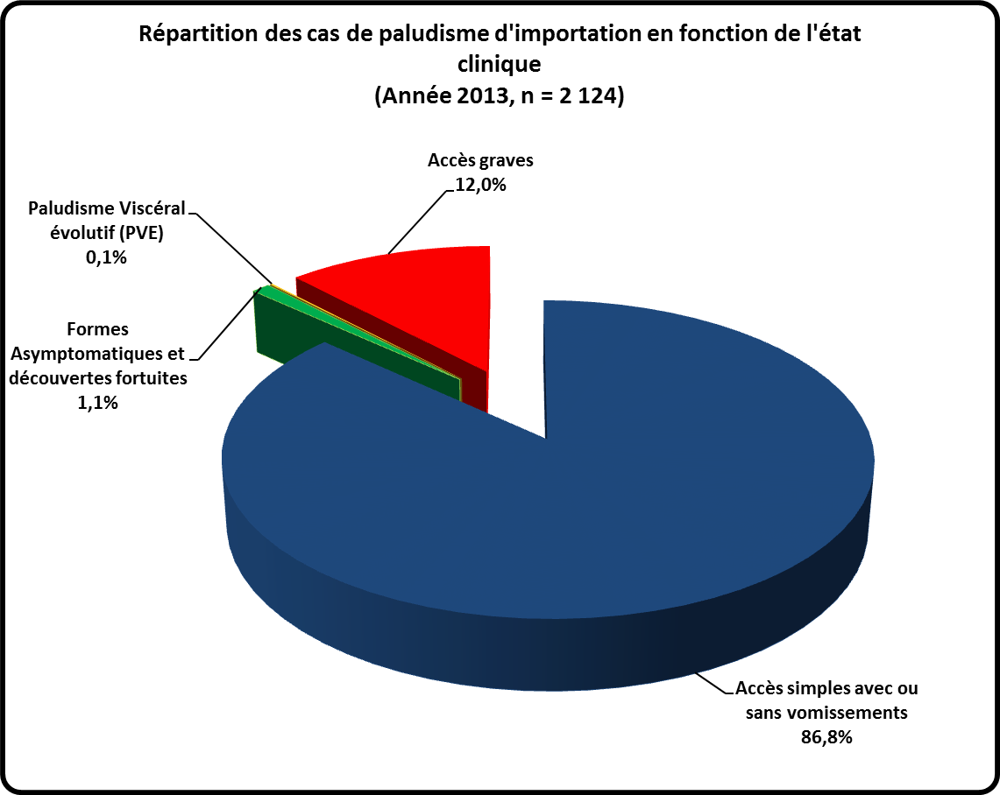 Répartition des cas de paludisme d'importation en fonction de l'état
clinique
(Année 2013, n = 2 124)
Accès graves
12,0%
Paludisme Viscéral
évolutif (PVE)
0,1%
Formes
Asymptomatiques et
découvertes fortuites
1,1%
Accès simples avec ou
sans vomissements
86,8%